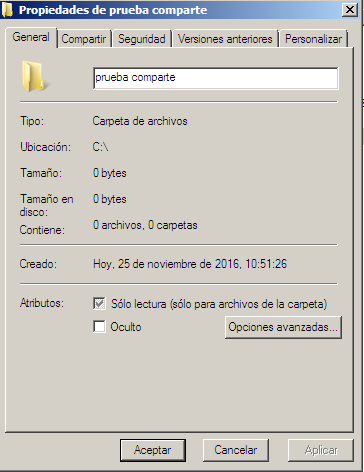 Propiedades de prueba comparte
General Compartir Seguridad Versiones anteriores Personalizar
prueba comparte
Tipo: Carpeta de archivos
Ubicación: C:\
Tamaño: 0 bytes
Tamaño en disco: 0 bytes
Contiene: 0 archivos, 0 carpetas
Creado: Hoy, 25 de noviembre de 2016, 10:51:26
Atributos: Sólo lectura (sólo para archivos de la carpeta)
Oculto Opciones avanzadas...
Aceptar Cancelar Aplicar